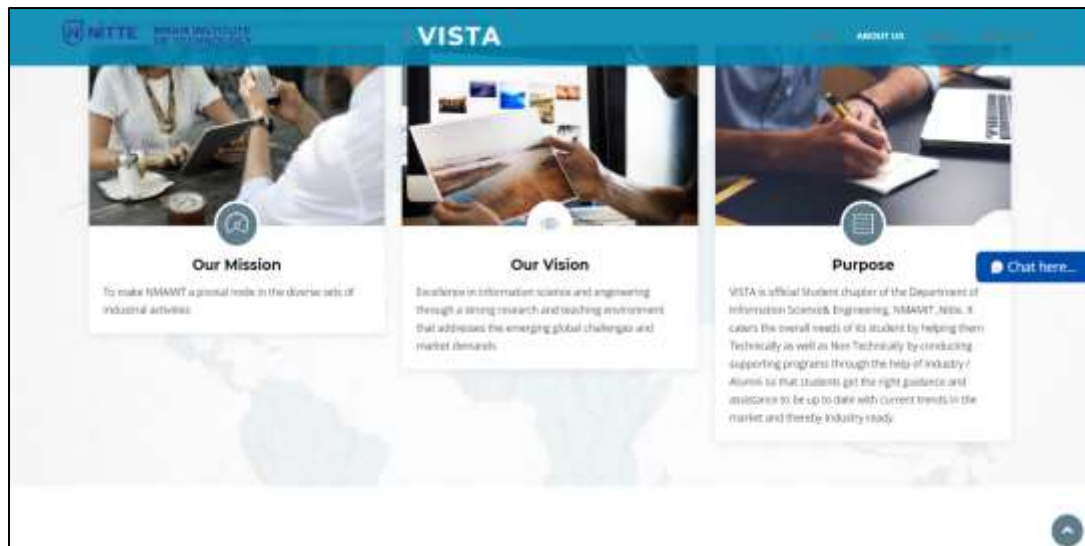 NITTE NMAM INSTITUTE
OF TECHNOLOGY
VISTA
ABOUT US
Our Mission
To make NMAMIT a pivotal node in the diverse sets of
industrial activities
Our Vision
Excellence in information science and engineering
through a strong research and teaching environment
that addresses the emerging global challenges and
market demands
Purpose
VISTA is official Student chapter of the Department of
Information Science& Engineering, NMAMIT, Nitte. It
caters the overall needs of its student by helping them
Technically as well as Non Technically by conducting
supporting programs through the help of Industry /
Alumni so that students get the right guidance and
assistance to be up to date with current trends in the
market and thereby Industry ready.
Chat here...